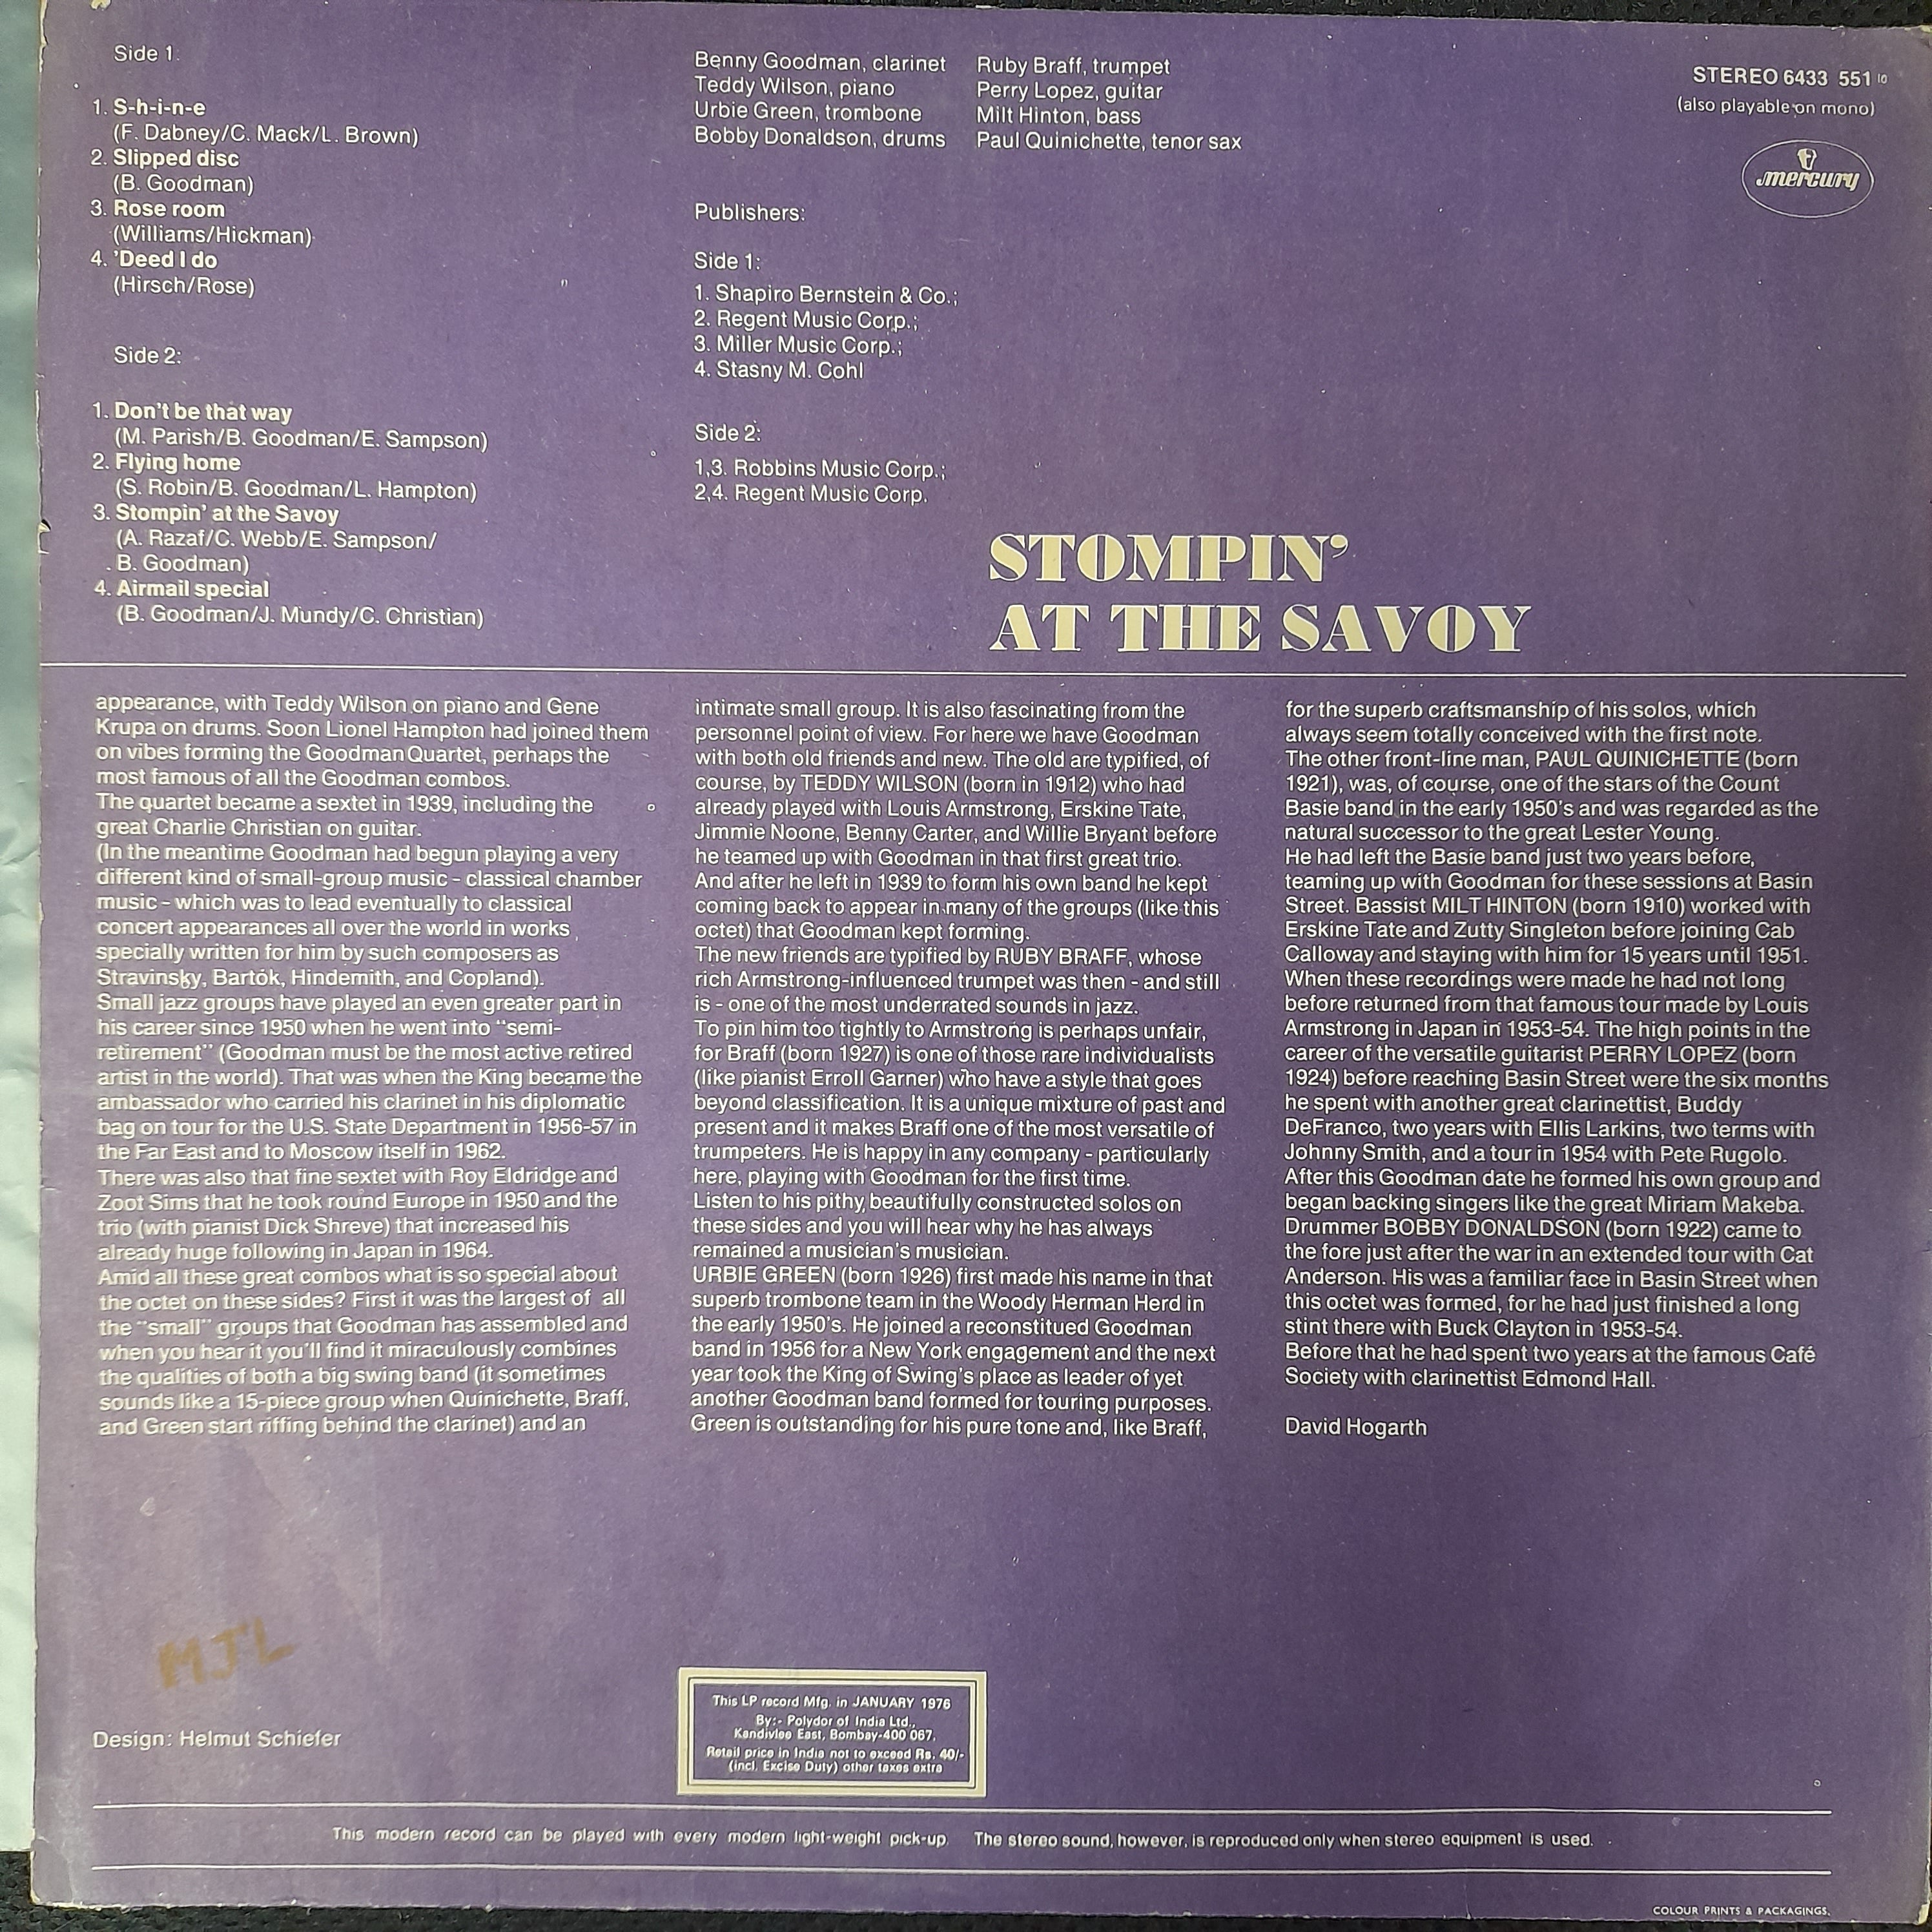 Side 1:
1. S-h-i-n-e
(F. Dabney/C. Mack/L. Brown)
2. Slipped disc
(B. Goodman)
3. Rose room
(Williams/Hickman)
4. 'Deed I do
(Hirsch/Rose)
Side 2:
1. Don't be that way
(M. Parish/B. Goodman/E. Sampson)
2. Flying home
(S. Robin/B. Goodman/L. Hampton)
3. Stompin' at the Savoy
(A. Razaf/C. Webb/E. Sampson/
B. Goodman)
4. Airmail special
(B. Goodman/J. Mundy/C. Christian)
Benny Goodman, clarinet
Teddy Wilson, piano
Urbie Green, trombone
Bobby Donaldson, drums
Ruby Braff, trumpet
Perry Lopez, guitar
Milt Hinton, bass
Paul Quinichette, tenor sax
Publishers:
Side 1:
1. Shapiro Bernstein & Co.;
2. Regent Music Corp.;
3. Miller Music Corp.;
4. Stasny M. Cohl
Side 2:
1,3. Robbins Music Corp.;
2,4. Regent Music Corp.
STEREO 6433 551 10
(also playable on mono)
mercury
STOMPIN'
AT THE SAVOY
appearance, with Teddy Wilson on piano and Gene
Krupa on drums. Soon Lionel Hampton had joined them
on vibes forming the Goodman Quartet, perhaps the
most famous of all the Goodman combos.
The quartet became a sextet in 1939, including the
great Charlie Christian on guitar.
(In the meantime Goodman had begun playing a very
different kind of small-group music - classical chamber
music - which was to lead eventually to classical
concert appearances all over the world in works
specially written for him by such composers as
Stravinsky, Bartók, Hindemith, and Copland).
Small jazz groups have played an even greater part in
his career since 1950 when he went into "semi-
retirement" (Goodman must be the most active retired
artist in the world). That was when the King became the
ambassador who carried his clarinet in his diplomatic
bag on tour for the U.S. State Department in 1956-57 in
the Far East and to Moscow itself in 1962.
There was also that fine sextet with Roy Eldridge and
Zoot Sims that he took round Europe in 1950 and the
trio (with pianist Dick Shreve) that increased his
already huge following in Japan in 1964.
Amid all these great combos what is so special about
the octet on these sides? First it was the largest of all
the "small" groups that Goodman has assembled and
when you hear it you'll find it miraculously combines
the qualities of both a big swing band (it sometimes
sounds like a 15-piece group when Quinichette, Braff,
and Green start riffing behind the clarinet) and an
intimate small group. It is also fascinating from the
personnel point of view. For here we have Goodman
with both old friends and new. The old are typified, of
course, by TEDDY WILSON (born in 1912) who had
already played with Louis Armstrong, Erskine Tate,
Jimmie Noone, Benny Carter, and Willie Bryant before
he teamed up with Goodman in that first great trio.
And after he left in 1939 to form his own band he kept
coming back to appear in many of the groups (like this
octet) that Goodman kept forming.
The new friends are typified by RUBY BRAFF, whose
rich Armstrong-influenced trumpet was then - and still
is - one of the most underrated sounds in jazz.
To pin him too tightly to Armstrong is perhaps unfair,
for Braff (born 1927) is one of those rare individualists
(like pianist Erroll Garner) who have a style that goes
beyond classification. It is a unique mixture of past and
present and it makes Braff one of the most versatile of
trumpeters. He is happy in any company - particularly
here, playing with Goodman for the first time.
Listen to his pithy, beautifully constructed solos on
these sides and you will hear why he has always
remained a musician's musician.
URBIE GREEN (born 1926) first made his name in that
superb trombone team in the Woody Herman Herd in
the early 1950's. He joined a reconstitued Goodman
band in 1956 for a New York engagement and the next
year took the King of Swing's place as leader of yet
another Goodman band formed for touring purposes.
Green is outstanding for his pure tone and, like Braff,
for the superb craftsmanship of his solos, which
always seem totally conceived with the first note.
The other front-line man, PAUL QUINICHETTE (born
1921), was, of course, one of the stars of the Count
Basie band in the early 1950's and was regarded as the
natural successor to the great Lester Young.
He had left the Basie band just two years before,
teaming up with Goodman for these sessions at Basin
Street. Bassist MILT HINTON (born 1910) worked with
Erskine Tate and Zutty Singleton before joining Cab
Calloway and staying with him for 15 years until 1951.
When these recordings were made he had not long
before returned from that famous tour made by Louis
Armstrong in Japan in 1953-54. The high points in the
career of the versatile guitarist PERRY LOPEZ (born
1924) before reaching Basin Street were the six months
he spent with another great clarinettist, Buddy
DeFranco, two years with Ellis Larkins, two terms with
Johnny Smith, and a tour in 1954 with Pete Rugolo.
After this Goodman date he formed his own group and
began backing singers like the great Miriam Makeba.
Drummer BOBBY DONALDSON (born 1922) came to
the fore just after the war in an extended tour with Cat
Anderson. His was a familiar face in Basin Street when
this octet was formed, for he had just finished a long
stint there with Buck Clayton in 1953-54.
Before that he had spent two years at the famous Café
Society with clarinettist Edmond Hall.
David Hogarth
MJL
Design: Helmut Schiefer
This LP record Mfg. in JANUARY 1976
By:- Polydor of India Ltd.,
Kandivlee East, Bombay-400 067.
Retail price in India not to exceed Rs. 40/-
(incl. Excise Duty) other taxes extra
This modern record can be played with every modern light-weight pick-up. The stereo sound, however, is reproduced only when stereo equipment is used.
COLOUR PRINTS & PACKAGINGS.